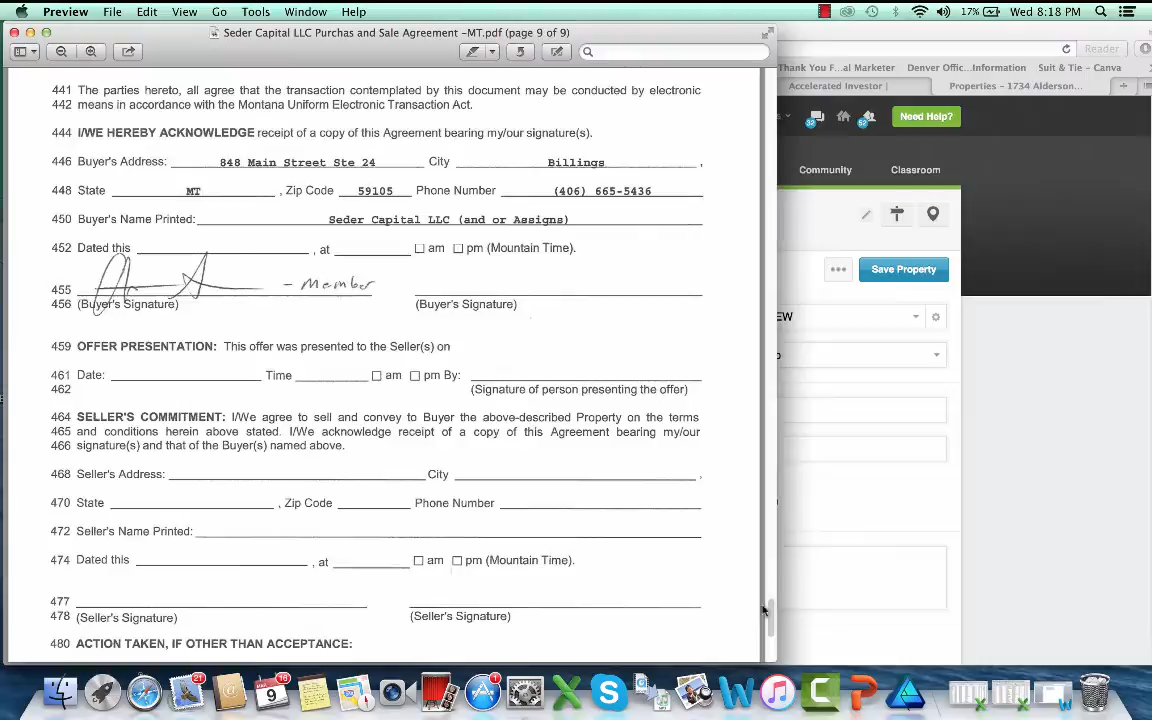 Preview File Edit View Go Tools Window Help 17% Wed 8:18 PM
Seder Capital LLC Purchas and Sale Agreement -MT.pdf (page 9 of 9)
Reader
Thank You F...al Marketer Denver Offic...Information Suit & Tie – Canva
Accelerated Investor | Properties – 1734 Alderson...
32 52 Need Help?
Community Classroom
Save Property
EW
441 The parties hereto, all agree that the transaction contemplated by this document may be conducted by electronic
442 means in accordance with the Montana Uniform Electronic Transaction Act.
444 I/WE HEREBY ACKNOWLEDGE receipt of a copy of this Agreement bearing my/our signature(s).
446 Buyer's Address: 848 Main Street Ste 24 City Billings ,
448 State MT , Zip Code 59105 Phone Number (406) 665-5436
450 Buyer's Name Printed: Seder Capital LLC (and or Assigns)
452 Dated this , at am pm (Mountain Time).
455 - Member
456 (Buyer's Signature) (Buyer's Signature)
459 OFFER PRESENTATION: This offer was presented to the Seller(s) on
461 Date: Time am pm By:
462 (Signature of person presenting the offer)
464 SELLER'S COMMITMENT: I/We agree to sell and convey to Buyer the above-described Property on the terms
465 and conditions herein above stated. I/We acknowledge receipt of a copy of this Agreement bearing my/our
466 signature(s) and that of the Buyer(s) named above.
468 Seller's Address: City ,
470 State , Zip Code Phone Number
472 Seller's Name Printed:
474 Dated this , at am pm (Mountain Time).
477
478 (Seller's Signature) (Seller's Signature)
480 ACTION TAKEN, IF OTHER THAN ACCEPTANCE:
21 MAR 9 16 1